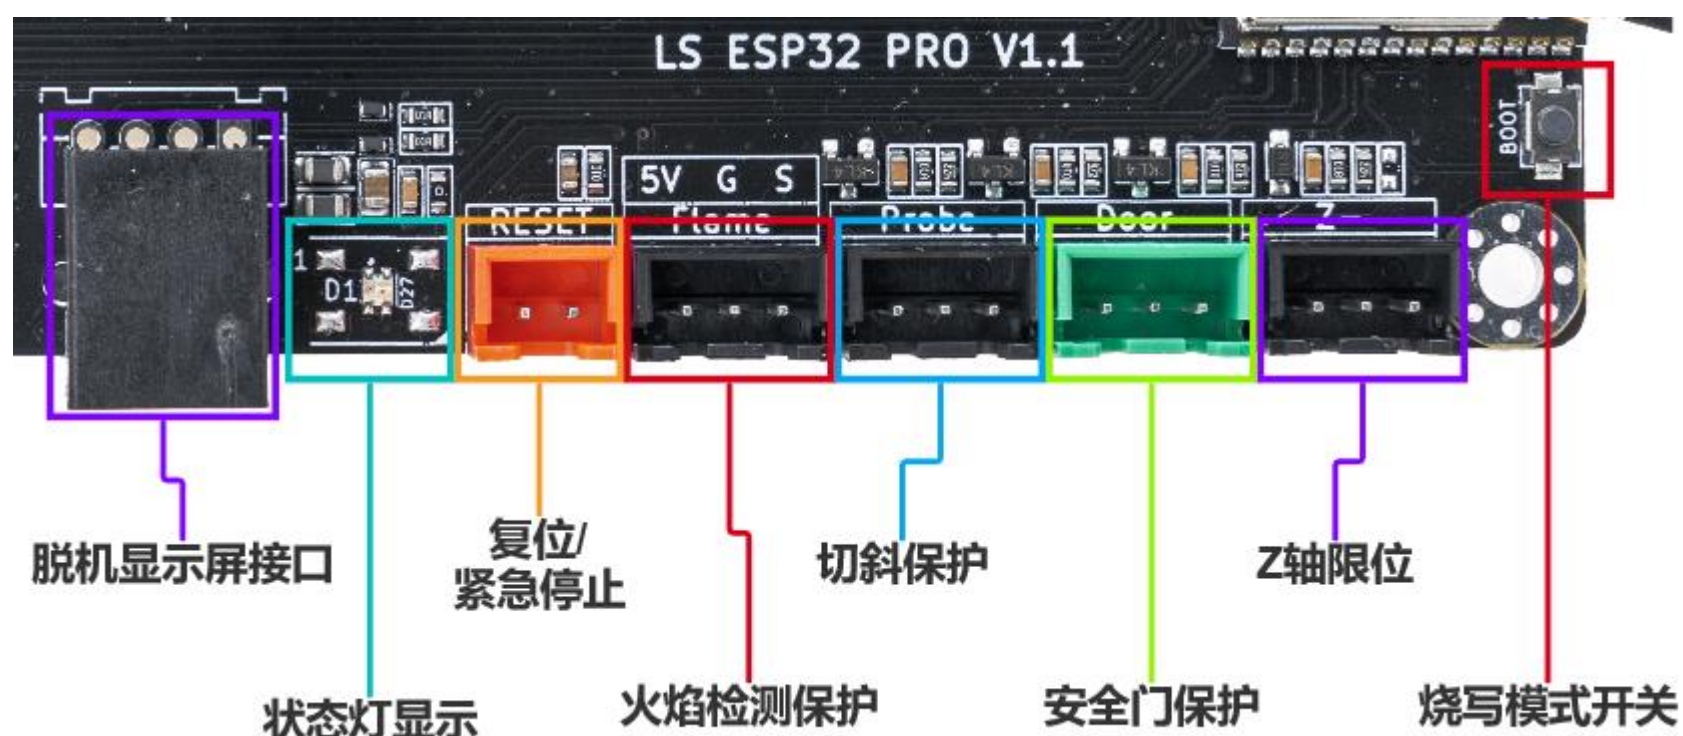 LS ESP32 PRO V1.1
BOOT
5V G S
RESET
Flame
Probe
Door
Z-
1
D1
D27
脱机显示屏接口
复位/
紧急停止
切斜保护
Z轴限位
状态灯显示
火焰检测保护
安全门保护
烧写模式开关